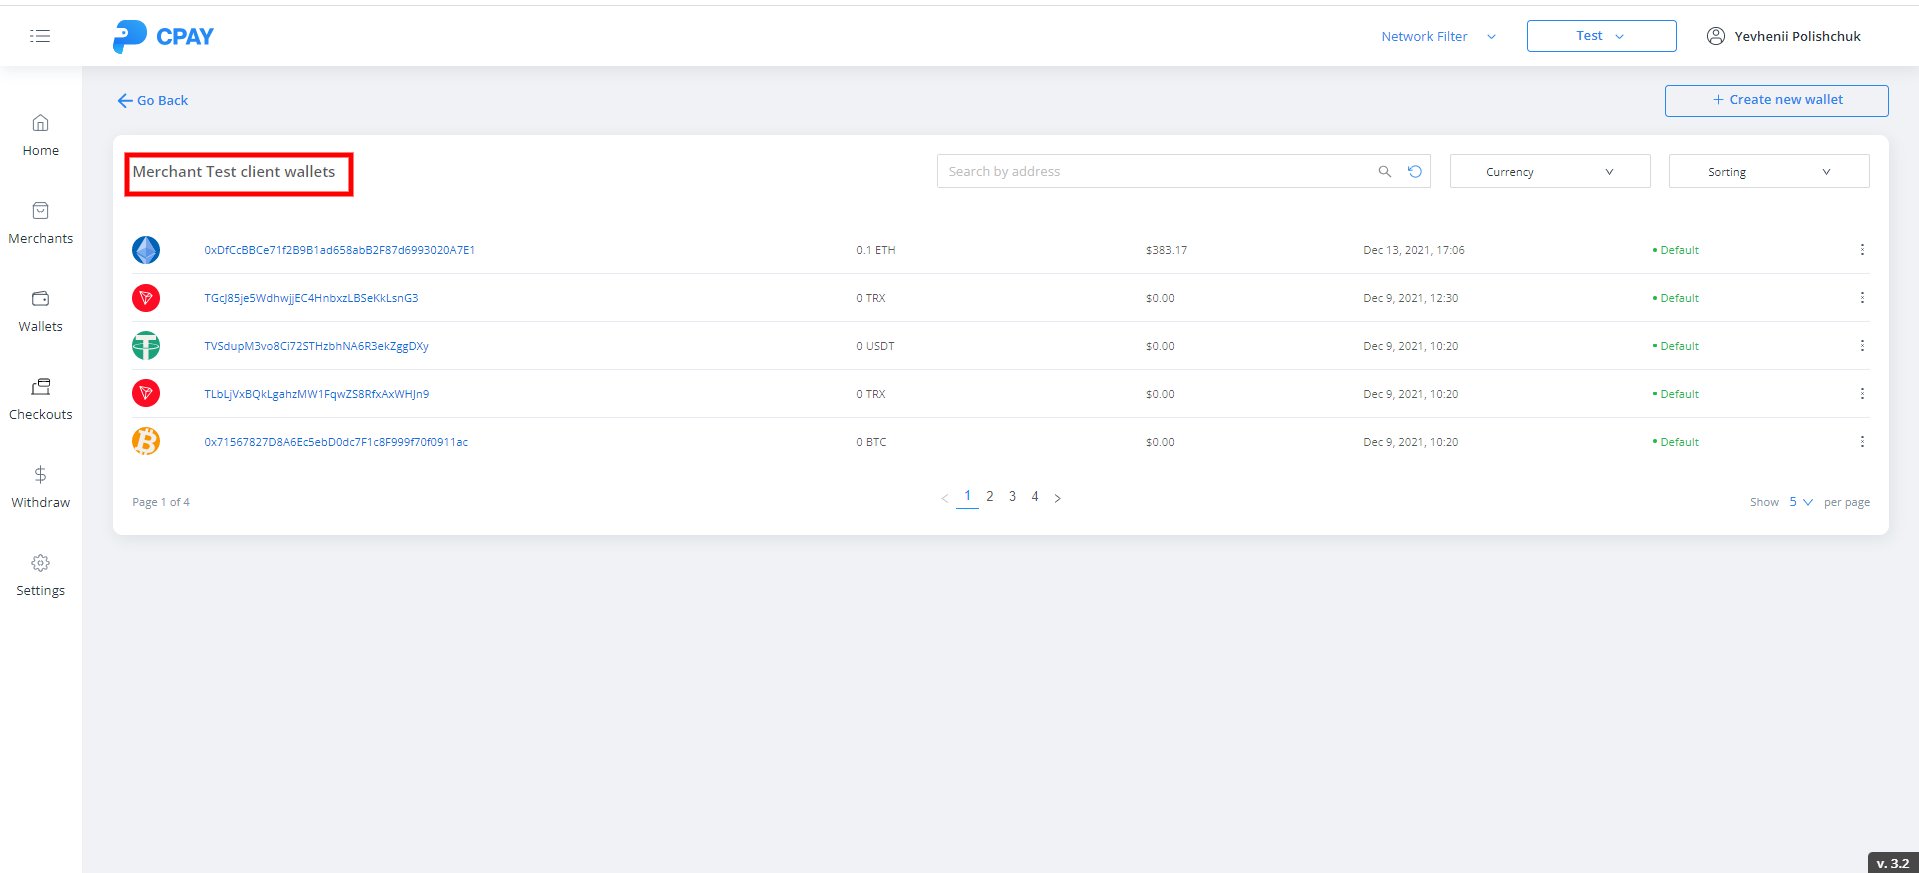 CPAY
Network Filter
Test
Yevhenii Polishchuk
Go Back
+ Create new wallet
Home
Merchants
Wallets
Checkouts
Withdraw
Settings
Merchant Test client wallets
Search by address
Currency
Sorting
0xDfCcBBCe71f2B9B1ad658abB2F87d6993020A7E1 0.1 ETH $383.17 Dec 13, 2021, 17:06 Default
TGcJ85je5WdhwjjEC4HnbxzLBSeKkLsnG3 0 TRX $0.00 Dec 9, 2021, 12:30 Default
TVSdupM3vo8Ci72STHzbhNA6R3ekZggDXy 0 USDT $0.00 Dec 9, 2021, 10:20 Default
TLbLjVxBQkLgahzMW1FqwZS8RfxAxWHJn9 0 TRX $0.00 Dec 9, 2021, 10:20 Default
0x71567827D8A6Ec5ebD0dc7F1c8F999f70f0911ac 0 BTC $0.00 Dec 9, 2021, 10:20 Default
Page 1 of 4
< 1 2 3 4 >
Show 5 per page
v. 3.2